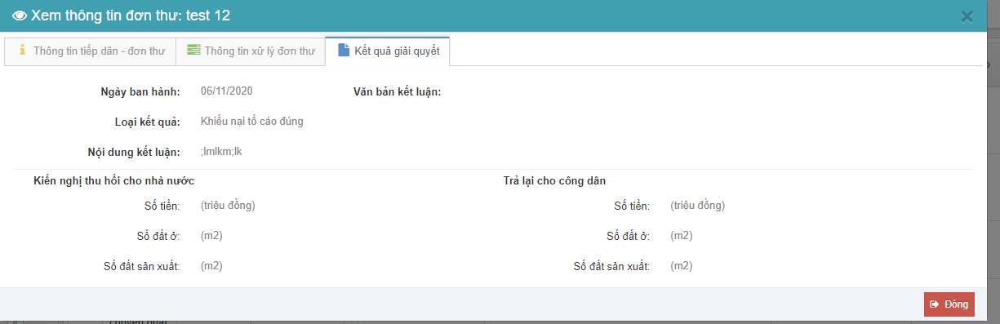 Xem thông tin đơn thư: test 12
Thông tin tiếp dân - đơn thư
Thông tin xử lý đơn thư
Kết quả giải quyết
Ngày ban hành: 06/11/2020 Văn bản kết luận:
Loại kết quả: Khiếu nại tố cáo đúng
Nội dung kết luận: ;lmlkm;lk
Kiến nghị thu hồi cho nhà nước Trả lại cho công dân
Số tiền: (triệu đồng) Số tiền: (triệu đồng)
Số đất ở: (m2) Số đất ở: (m2)
Số đất sản xuất: (m2) Số đất sản xuất: (m2)
Đóng